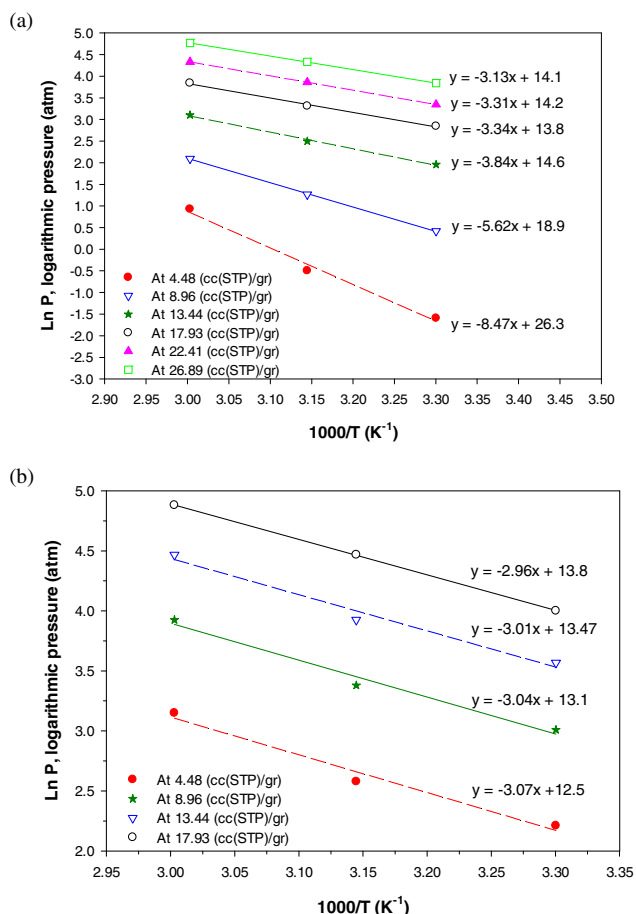 (a)
5.0
4.5
4.0
3.5
3.0
2.5
2.0
1.5
1.0
0.5
0.0
-0.5
-1.0
-1.5
-2.0
-2.5
-3.0
Ln P, logarithmic pressure (atm)
y = -3.13x + 14.1
y = -3.31x + 14.2
y = -3.34x + 13.8
y = -3.84x + 14.6
y = -5.62x + 18.9
y = -8.47x + 26.3
At 4.48 (cc(STP)/gr)
At 8.96 (cc(STP)/gr)
At 13.44 (cc(STP)/gr)
At 17.93 (cc(STP)/gr)
At 22.41 (cc(STP)/gr)
At 26.89 (cc(STP)/gr)
2.90 2.95 3.00 3.05 3.10 3.15 3.20 3.25 3.30 3.35 3.40 3.45 3.50
1000/T (K⁻¹)
(b)
5.0
4.5
4.0
3.5
3.0
2.5
2.0
Ln P, logarithmic pressure (atm)
y = -2.96x + 13.8
y = -3.01x + 13.47
y = -3.04x + 13.1
y = -3.07x +12.5
At 4.48 (cc(STP)/gr)
At 8.96 (cc(STP)/gr)
At 13.44 (cc(STP)/gr)
At 17.93 (cc(STP)/gr)
2.95 3.00 3.05 3.10 3.15 3.20 3.25 3.30 3.35
1000/T (K⁻¹)